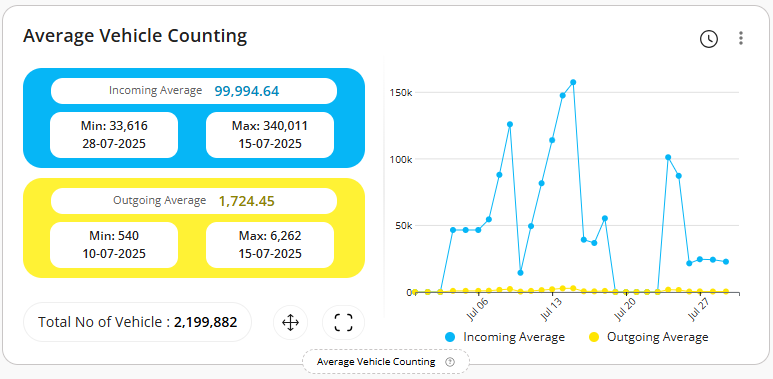 Average Vehicle Counting
Incoming Average 99,994.64
Min: 33,616
28-07-2025
Max: 340,011
15-07-2025
Outgoing Average 1,724.45
Min: 540
10-07-2025
Max: 6,262
15-07-2025
Total No of Vehicle : 2,199,882
150k
100k
50k
0
Jul 06
Jul 13
Jul 20
Jul 27
Incoming Average
Outgoing Average
Average Vehicle Counting ?